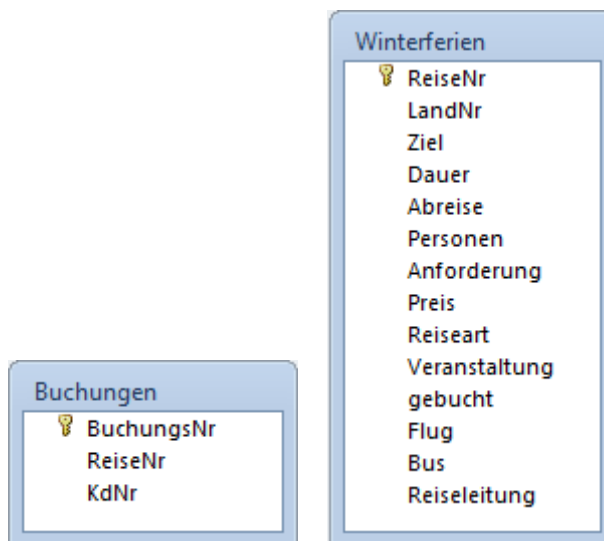 Buchungen
BuchungsNr
ReiseNr
KdNr
Winterferien
ReiseNr
LandNr
Ziel
Dauer
Abreise
Personen
Anforderung
Preis
Reiseart
Veranstaltung
gebucht
Flug
Bus
Reiseleitung